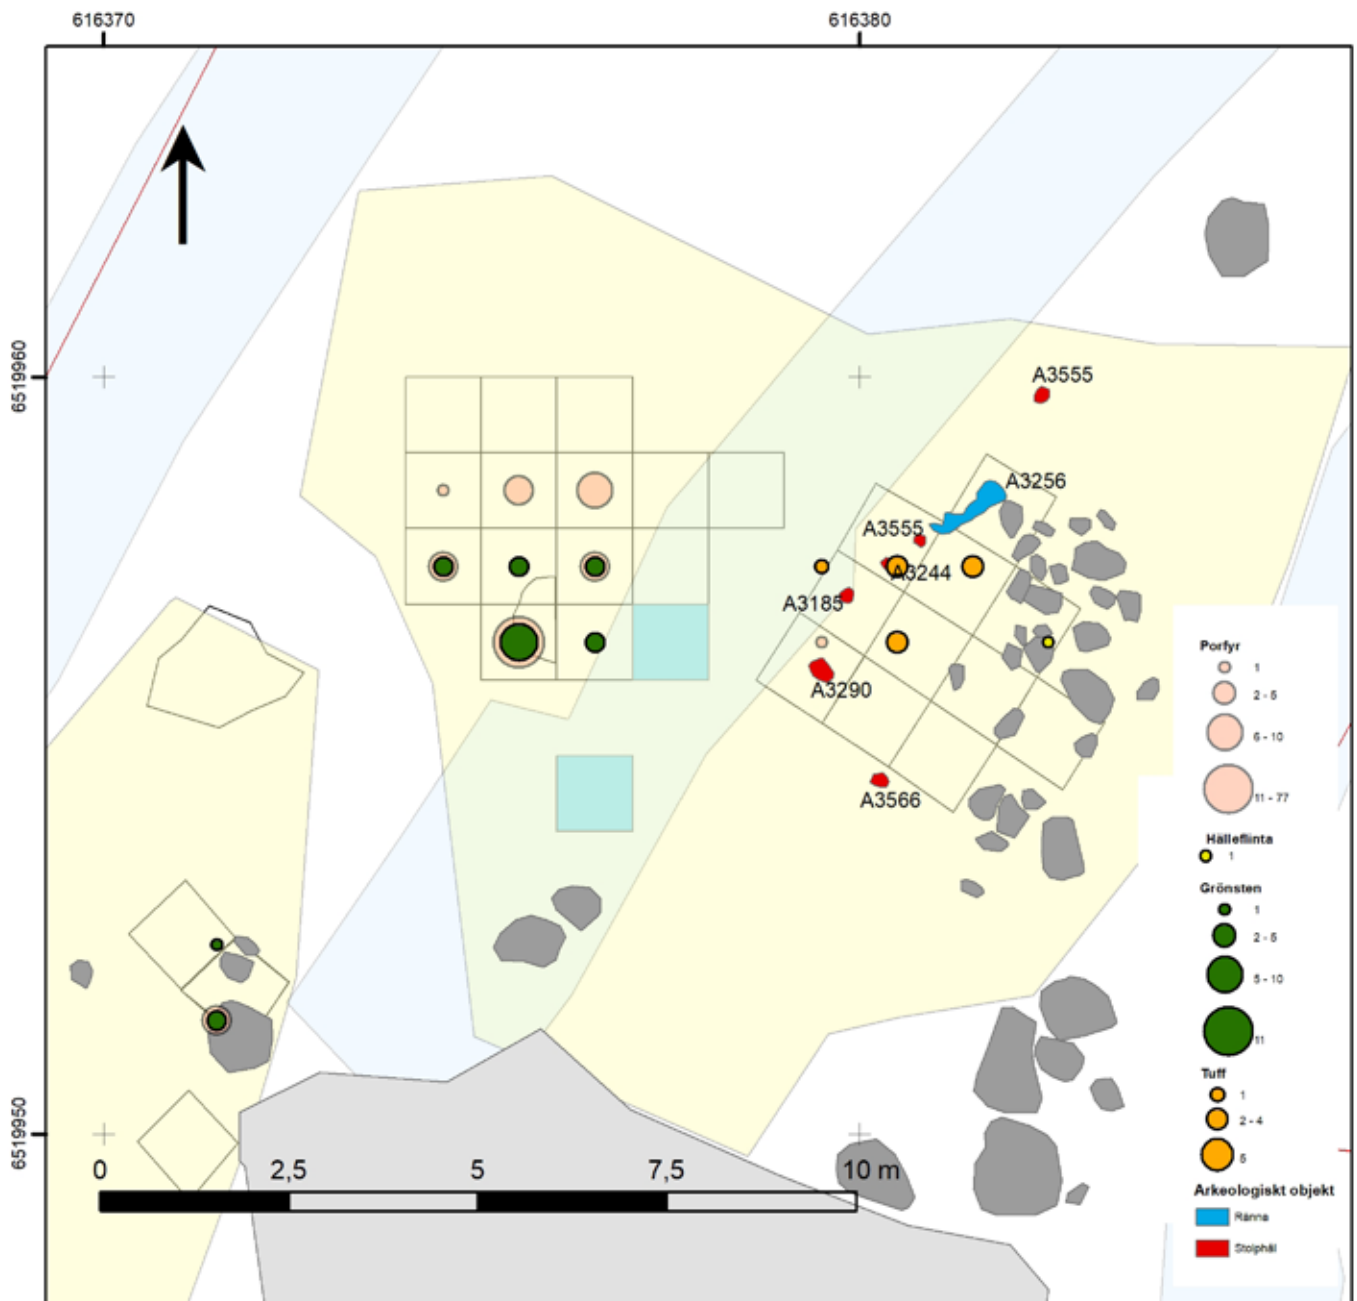 616370
616380
6519960
A3555
A3256
A3555
A3244
A3185
A3290
A3566
6519950
0 2,5 5 7,5 10 m
Porfyr
1
2 - 5
6 - 10
11 - 77
Hälleflinta
1
Grönsten
1
2 - 5
5 - 10
11
Tuff
1
2 - 4
5
Arkeologiskt objekt
Ränna
Stolphål